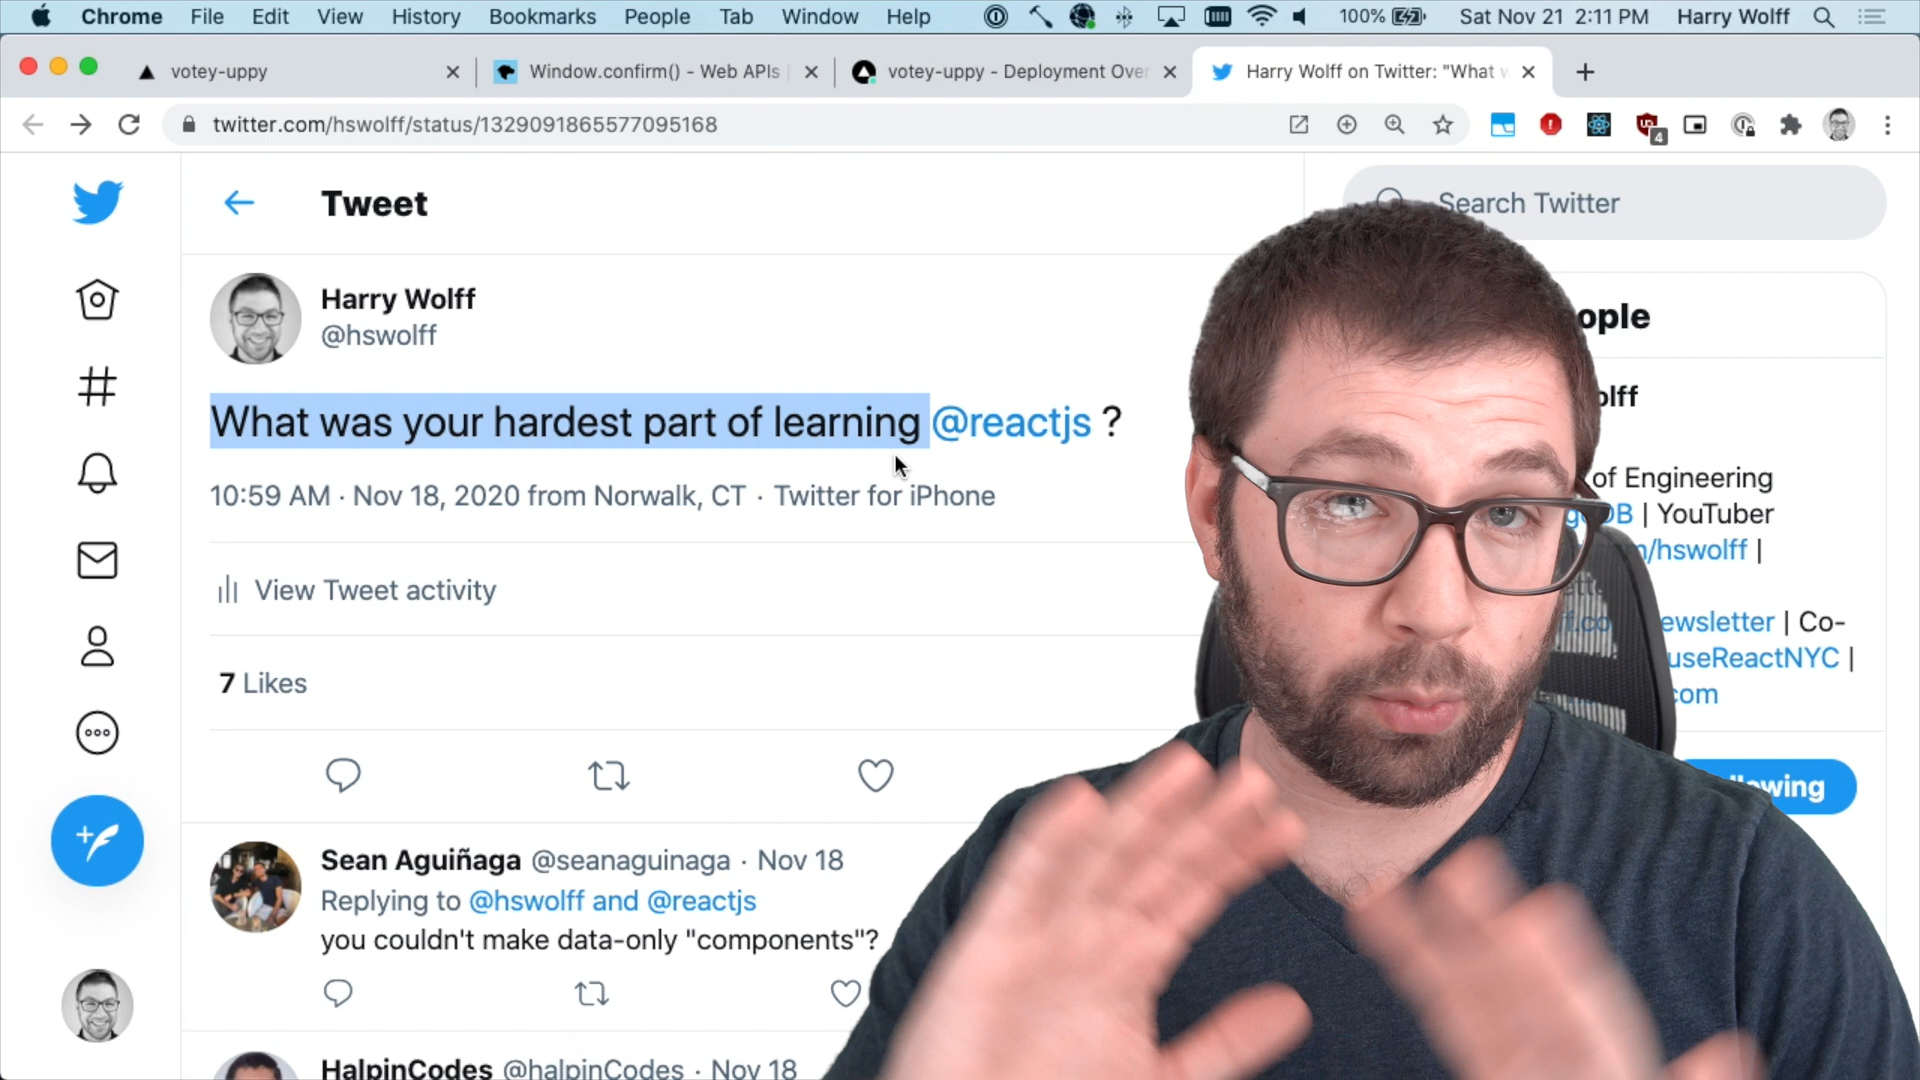 Chrome File Edit View History Bookmarks People Tab Window Help 100% Sat Nov 21 2:11 PM Harry Wolff
votey-uppy
Window.confirm() - Web APIs
votey-uppy - Deployment Over
Harry Wolff on Twitter: "What w
twitter.com/hswolff/status/1329091865577095168
4
Tweet
Search Twitter
Harry Wolff
@hswolff
What was your hardest part of learning @reactjs ?
10:59 AM · Nov 18, 2020 from Norwalk, CT · Twitter for iPhone
View Tweet activity
7 Likes
Sean Aguiñaga @seanaguinaga · Nov 18
Replying to @hswolff and @reactjs
you couldn't make data-only "components"?
HalpinCodes @halpinCodes · Nov 18
ople
olff
of Engineering
DB | YouTuber
/hswolff |
ewsletter | Co-
useReactNYC |
com
owing